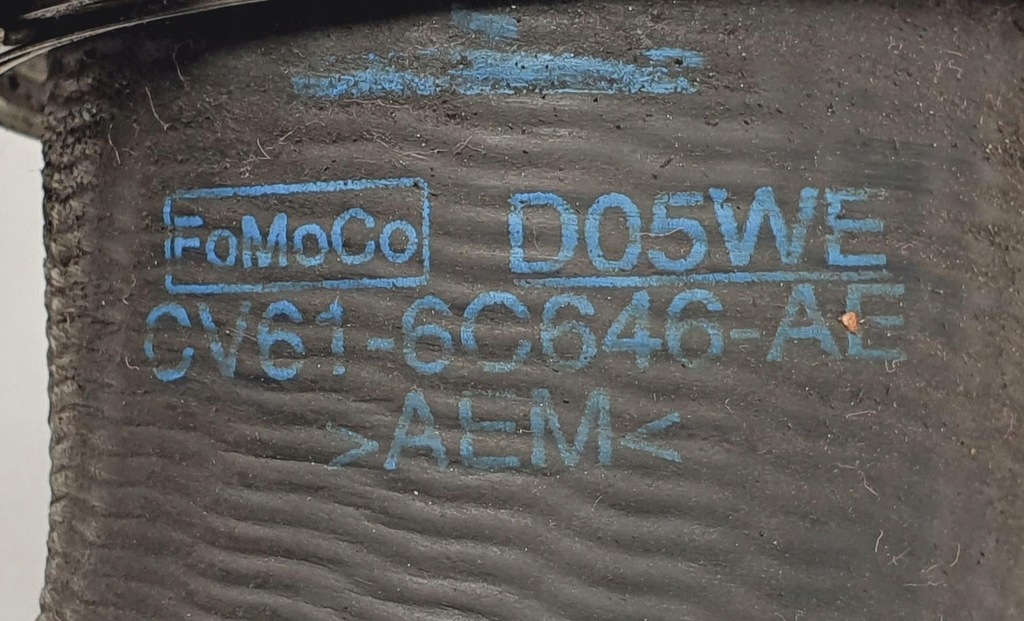 FoMoCo D05WE
CV61-6C646-AE
>AEM<